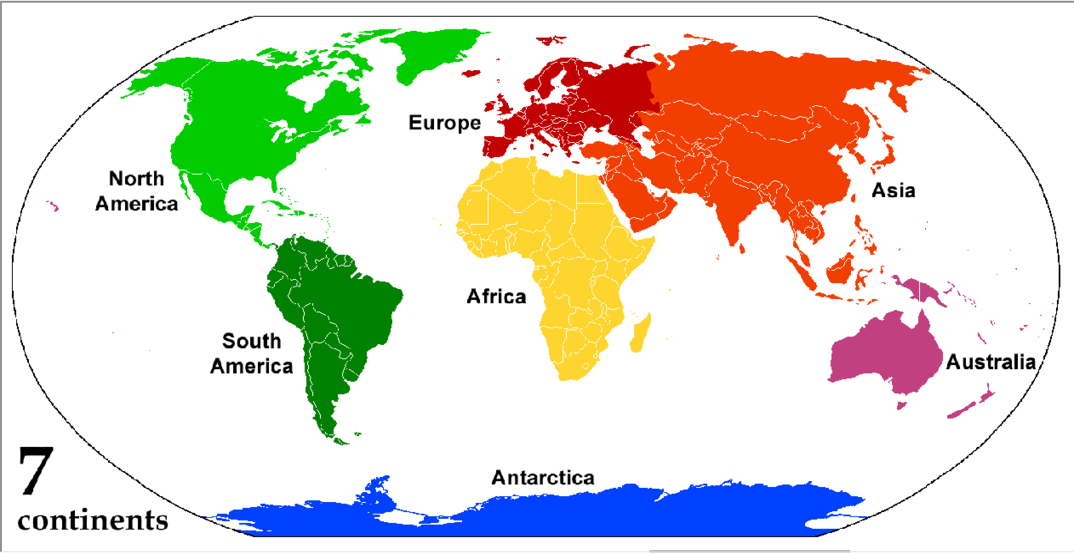 Europe
North
America
Asia
Africa
South
America
Australia
Antarctica
7
continents